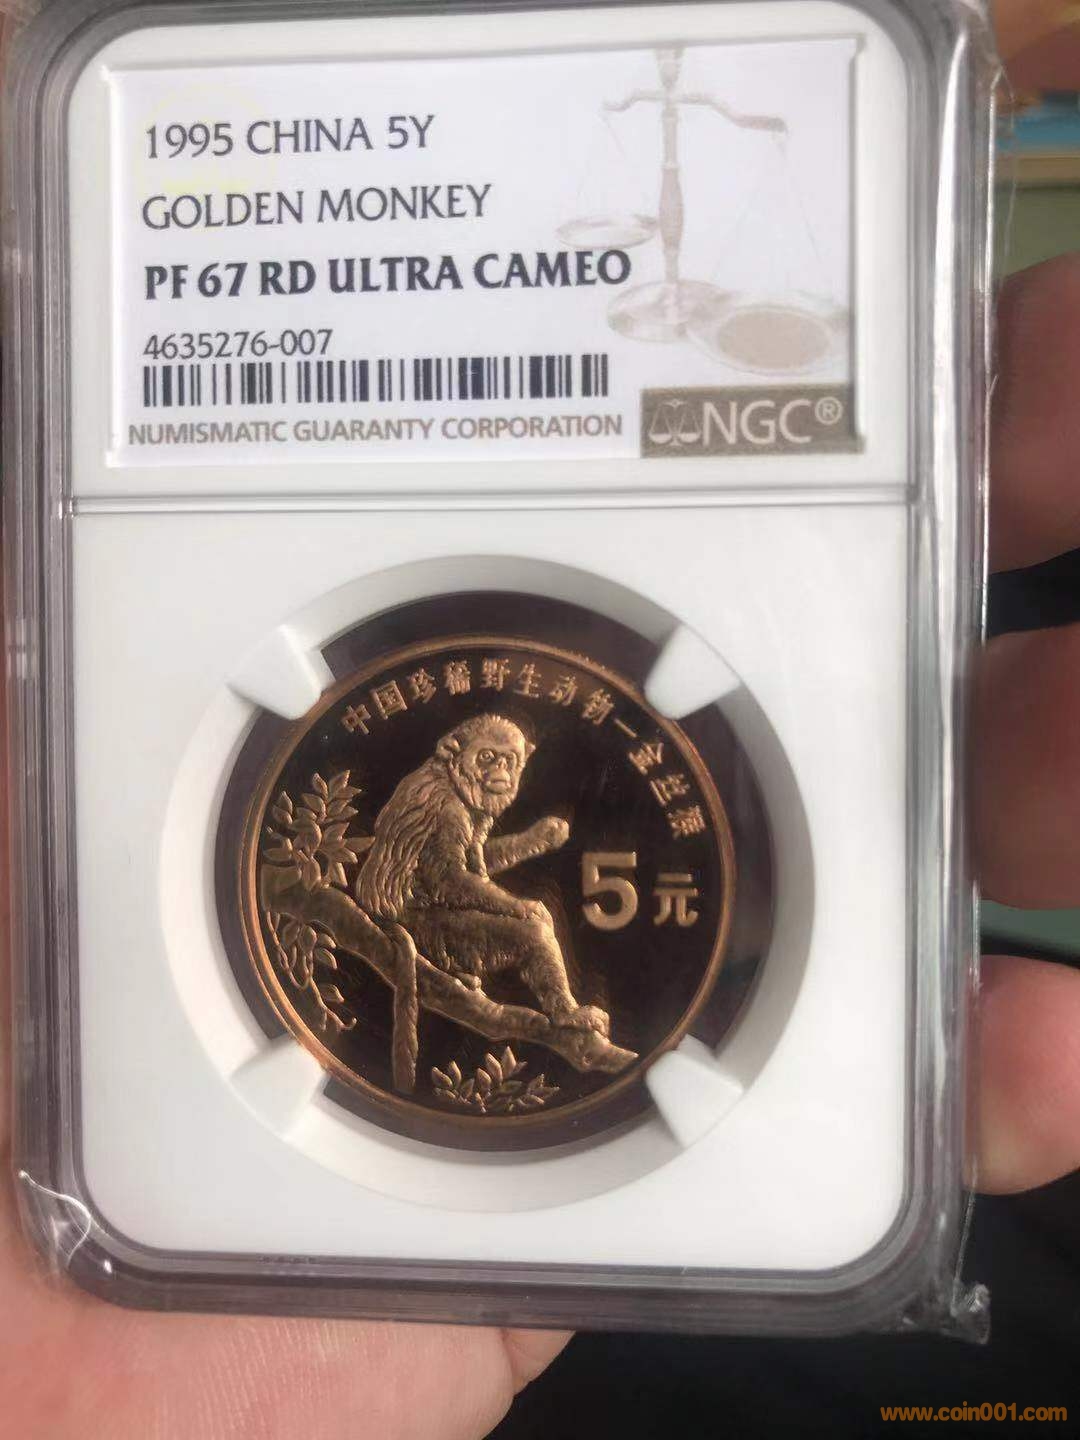 1995 CHINA 5Y
GOLDEN MONKEY
PF 67 RD ULTRA CAMEO
4635276-007
NUMISMATIC GUARANTY CORPORATION
NGC®
中国珍稀野生动物—金丝猴
5元
www.coin001.com